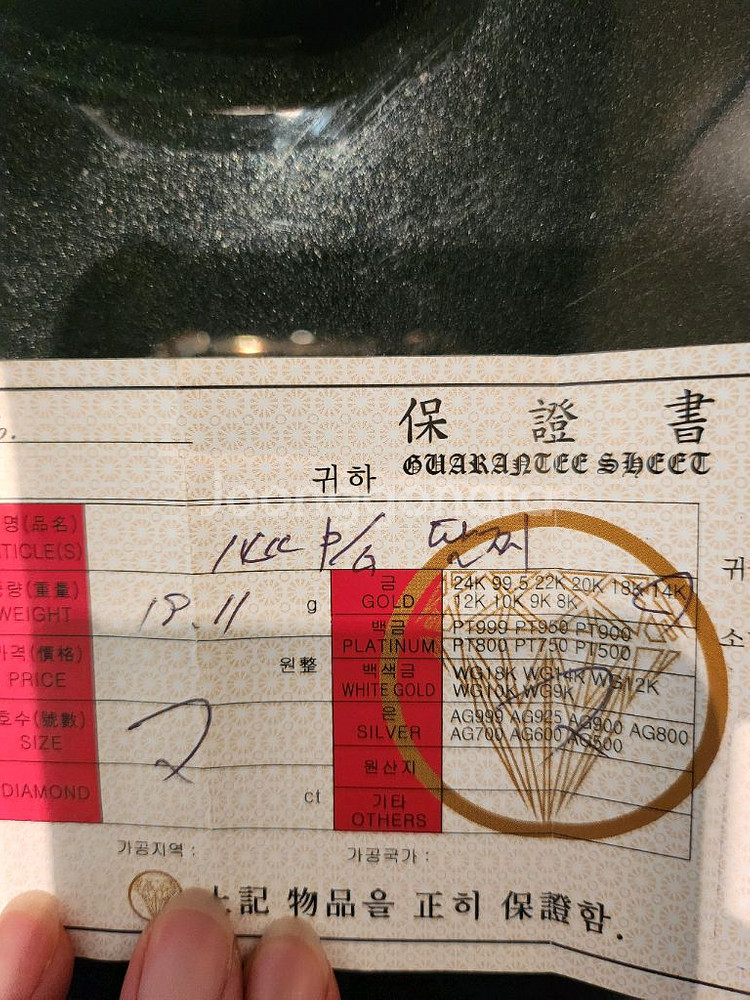 保證書
귀하 GUARANTEE SHEET
명(品名) 14K P/G 팔찌
TICLE(S)
량(重量) 19.11 g
WEIGHT
금 GOLD 24K 99.5 22K 20K 18K 14K
12K 10K 9K 8K
백금 PLATINUM PT999 PT950 PT900
PT800 PT750 PT500
가격(價格) 원整
PRICE
백색금 WHITE GOLD WG18K WG14K WG12K
WG10K WG9K
호수(號數)
SIZE
은 SILVER AG999 AG925 AG900 AG800
AG700 AG600 AG500
원산지
DIAMOND ct
기타
OTHERS
가공지역 : 가공국가 :
上記 物品을 正히 保證함.
귀
소